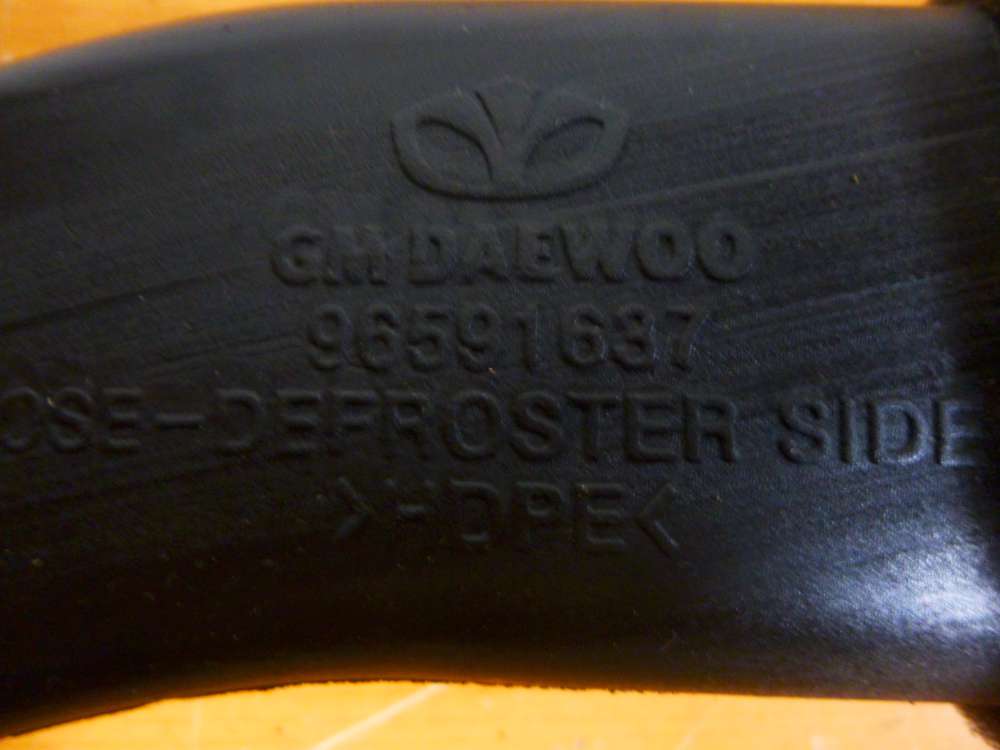 GM DAEWOO
96591637
OSE-DEFROSTER SIDE
>HDPE<